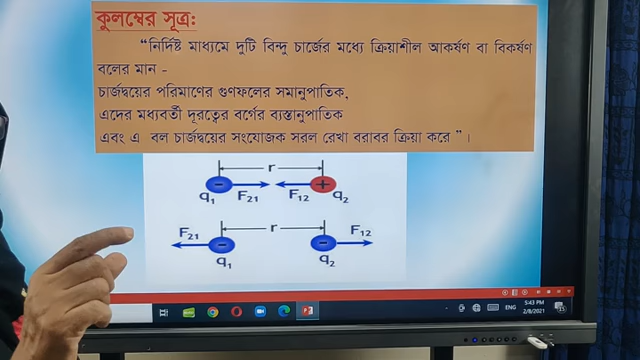 কুলম্বের সূত্র:
“নির্দিষ্ট মাধ্যমে দুটি বিন্দু চার্জের মধ্যে ক্রিয়াশীল আকর্ষণ বা বিকর্ষণ
বলের মান -
চার্জদ্বয়ের পরিমাণের গুণফলের সমানুপাতিক,
এদের মধ্যবর্তী দূরত্বের বর্গের ব্যস্তানুপাতিক
এবং এ বল চার্জদ্বয়ের সংযোজক সরল রেখা বরাবর ক্রিয়া করে ”।
r
- +
q₁ F₂₁ F₁₂ q₂
F₂₁ r F₁₂
- -
q₁ q₂
ENG 5:43 PM
2/8/2021